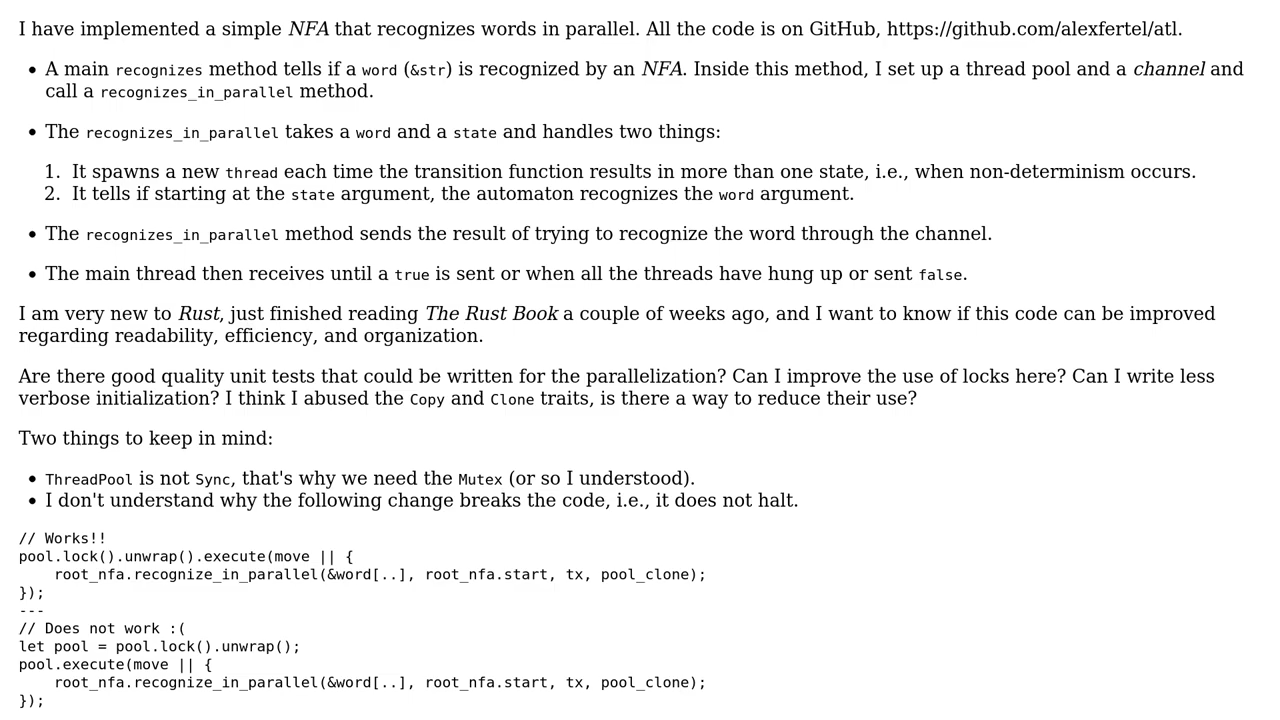 I have implemented a simple NFA that recognizes words in parallel. All the code is on GitHub, https://github.com/alexfertel/atl.
• A main recognizes method tells if a word (&str) is recognized by an NFA. Inside this method, I set up a thread pool and a channel and
call a recognizes_in_parallel method.
• The recognizes_in_parallel takes a word and a state and handles two things:
1. It spawns a new thread each time the transition function results in more than one state, i.e., when non-determinism occurs.
2. It tells if starting at the state argument, the automaton recognizes the word argument.
• The recognizes_in_parallel method sends the result of trying to recognize the word through the channel.
• The main thread then receives until a true is sent or when all the threads have hung up or sent false.
I am very new to Rust, just finished reading The Rust Book a couple of weeks ago, and I want to know if this code can be improved
regarding readability, efficiency, and organization.
Are there good quality unit tests that could be written for the parallelization? Can I improve the use of locks here? Can I write less
verbose initialization? I think I abused the Copy and Clone traits, is there a way to reduce their use?
Two things to keep in mind:
• ThreadPool is not Sync, that's why we need the Mutex (or so I understood).
• I don't understand why the following change breaks the code, i.e., it does not halt.
// Works!!
pool.lock().unwrap().execute(move || {
    root_nfa.recognize_in_parallel(&word[..], root_nfa.start, tx, pool_clone);
});
---
// Does not work :(
let pool = pool.lock().unwrap();
pool.execute(move || {
    root_nfa.recognize_in_parallel(&word[..], root_nfa.start, tx, pool_clone);
});